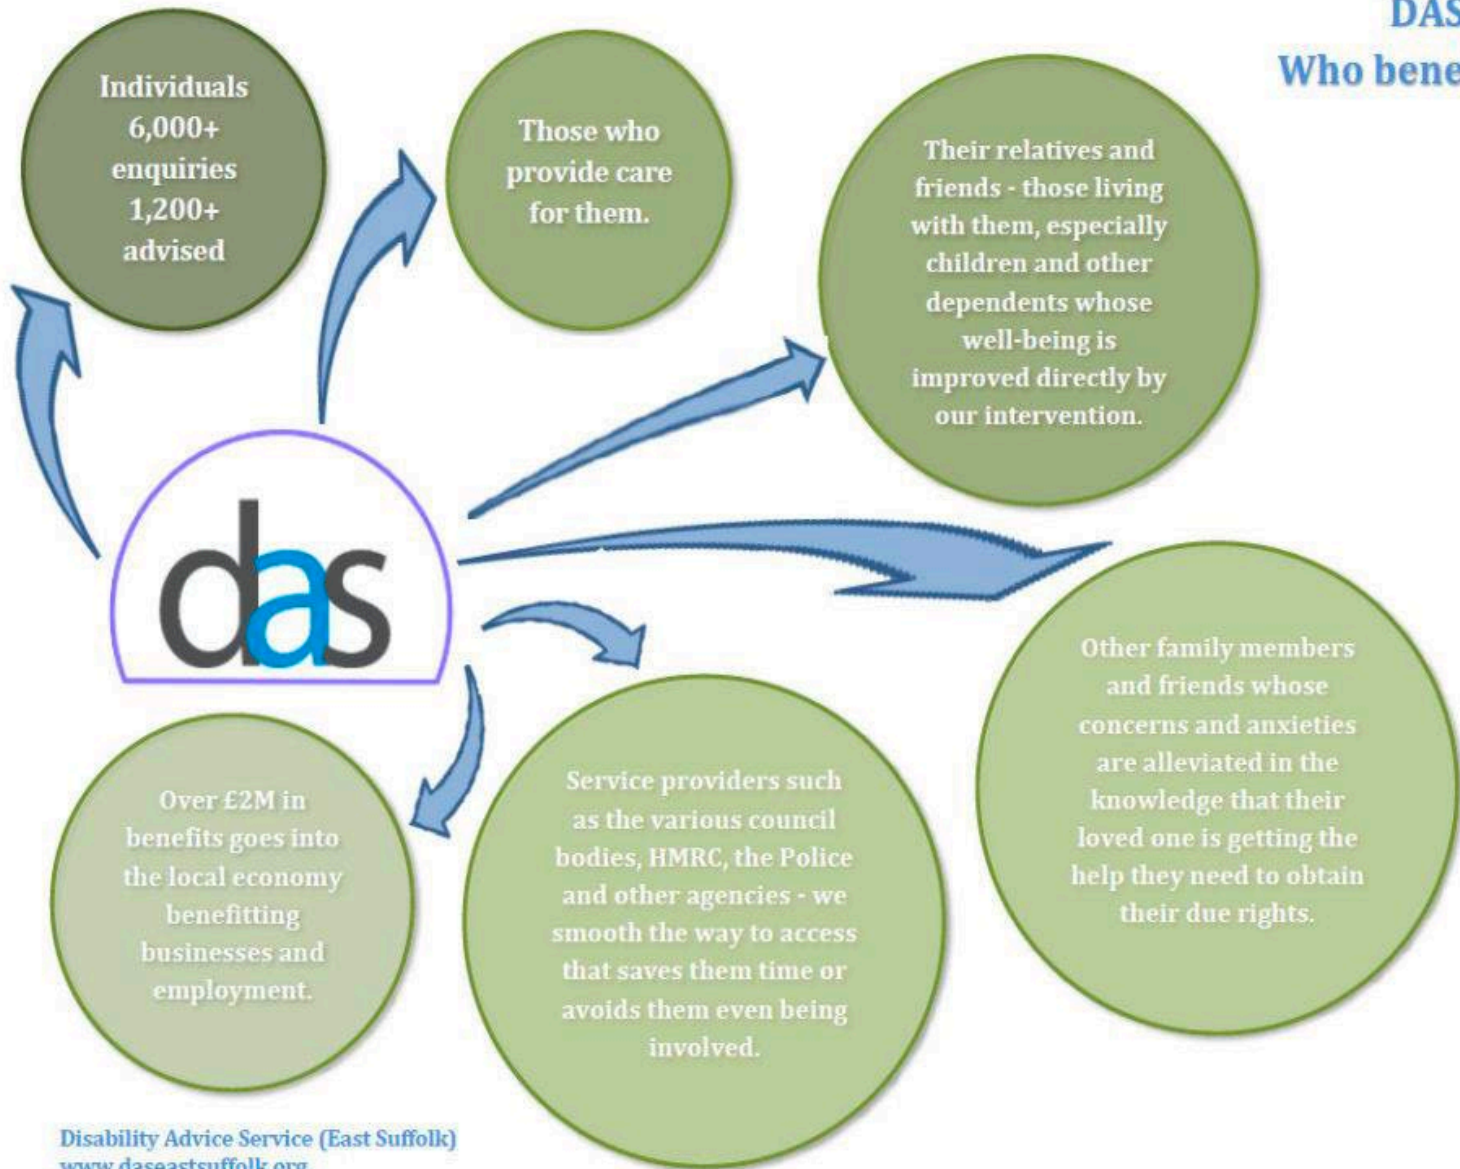 DAS
Who bene
Individuals
6,000+
enquiries
1,200+
advised
Those who
provide care
for them.
Their relatives and
friends - those living
with them, especially
children and other
dependents whose
well-being is
improved directly by
our intervention.
das
Other family members
and friends whose
concerns and anxieties
are alleviated in the
knowledge that their
loved one is getting the
help they need to obtain
their due rights.
Service providers such
as the various council
bodies, HMRC, the Police
and other agencies - we
smooth the way to access
that saves them time or
avoids them even being
involved.
Over £2M in
benefits goes into
the local economy
benefitting
businesses and
employment.
Disability Advice Service (East Suffolk)
www.daseastsuffolk.org